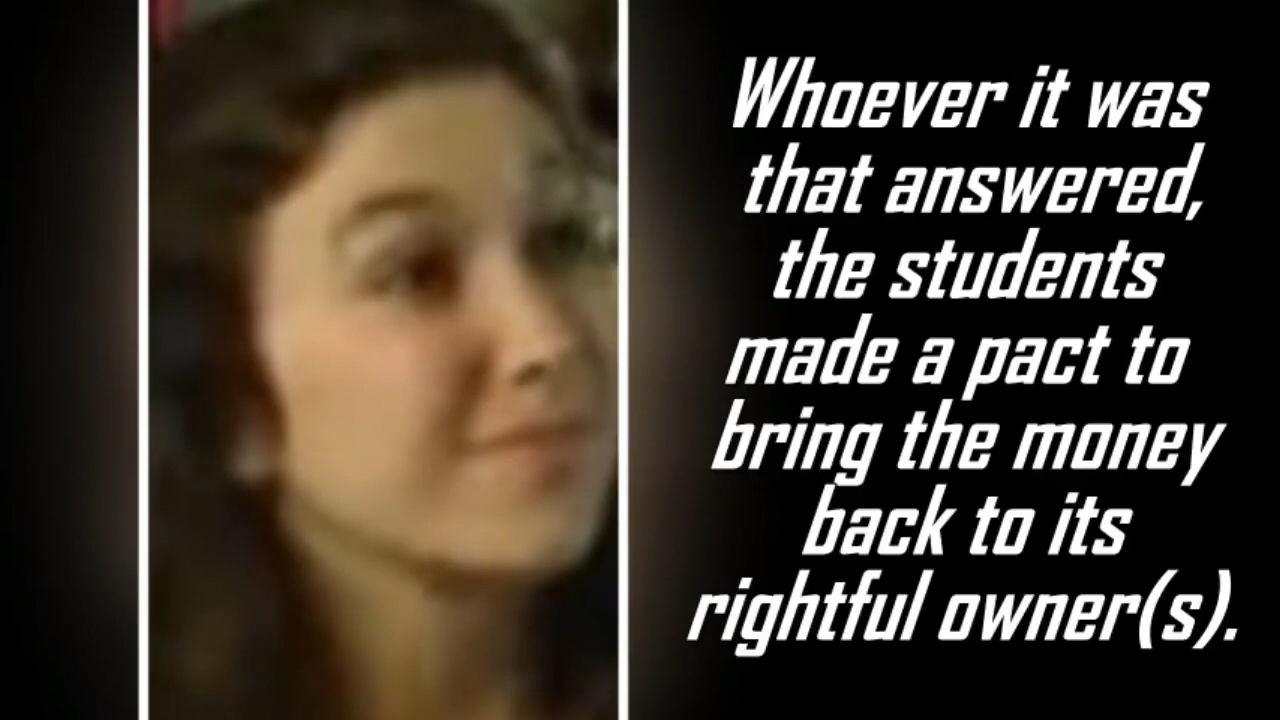 Whoever it was
that answered,
the students
made a pact to
bring the money
back to its
rightful owner(s).